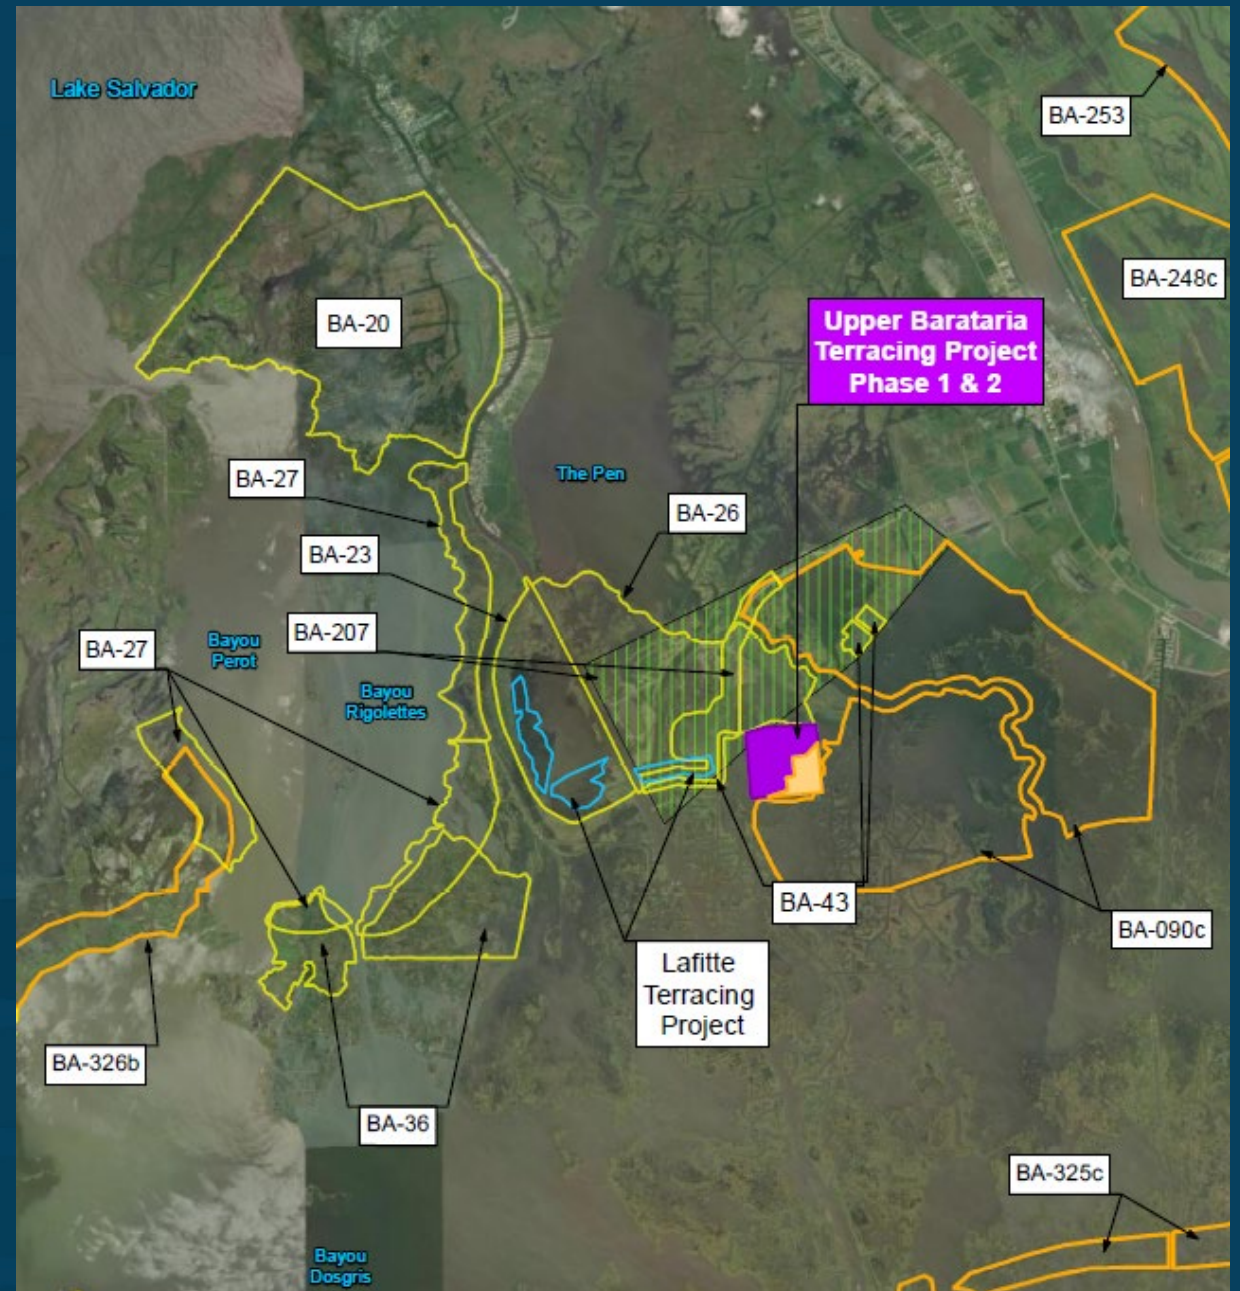 Lake Salvador
BA-253
BA-248c
BA-20
Upper Barataria
Terracing Project
Phase 1 & 2
The Pen
BA-27
BA-26
BA-23
BA-207
BA-27
Bayou
Perot
Bayou
Rigolettes
BA-43
BA-090c
Lafitte
Terracing
Project
BA-326b
BA-36
BA-325c
Bayou
Dosgris